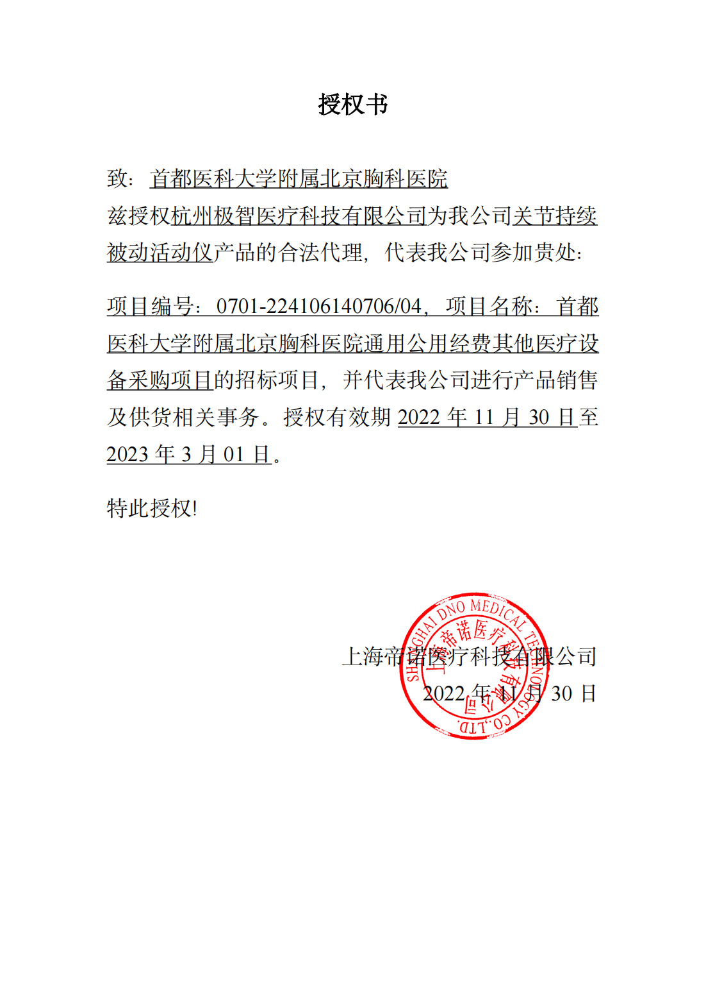 授权书
致：首都医科大学附属北京胸科医院
兹授权杭州极智医疗科技有限公司为我公司关节持续
被动活动仪产品的合法代理，代表我公司参加贵处：
项目编号：0701-224106140706/04，项目名称：首都
医科大学附属北京胸科医院通用公用经费其他医疗设
备采购项目的招标项目，并代表我公司进行产品销售
及供货相关事务。授权有效期 2022 年 11 月 30 日至
2023 年 3 月 01 日。
特此授权!
上海帝诺医疗科技有限公司
2022 年 11 月 30 日
SHANGHAI DNO MEDICAL TECHNOLOGY CO.,LTD.
上海帝诺医疗科技有限公司